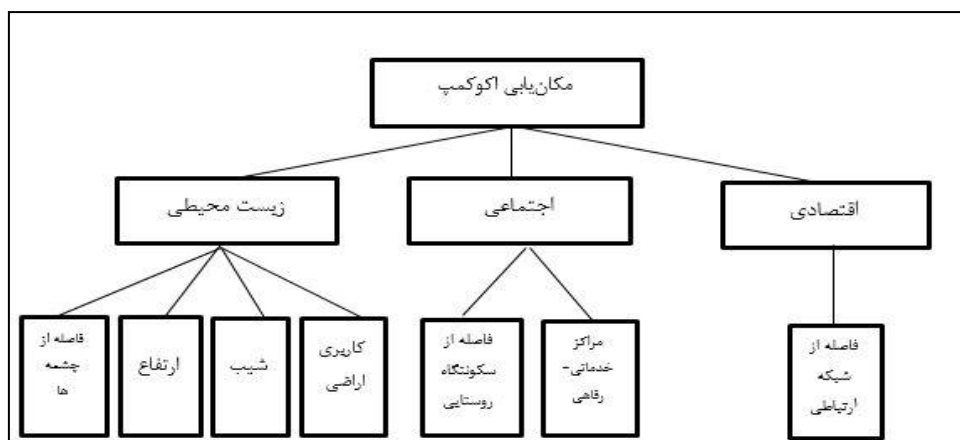 مکان‌یابی اکوکمپ
اقتصادی
اجتماعی
زیست محیطی
فاصله از
شبکه
ارتباطی
مراکز
خدماتی-
رفاهی
فاصله از
سکونتگاه
روستایی
کاربری
اراضی
شیب
ارتفاع
فاصله از
چشمه
ها